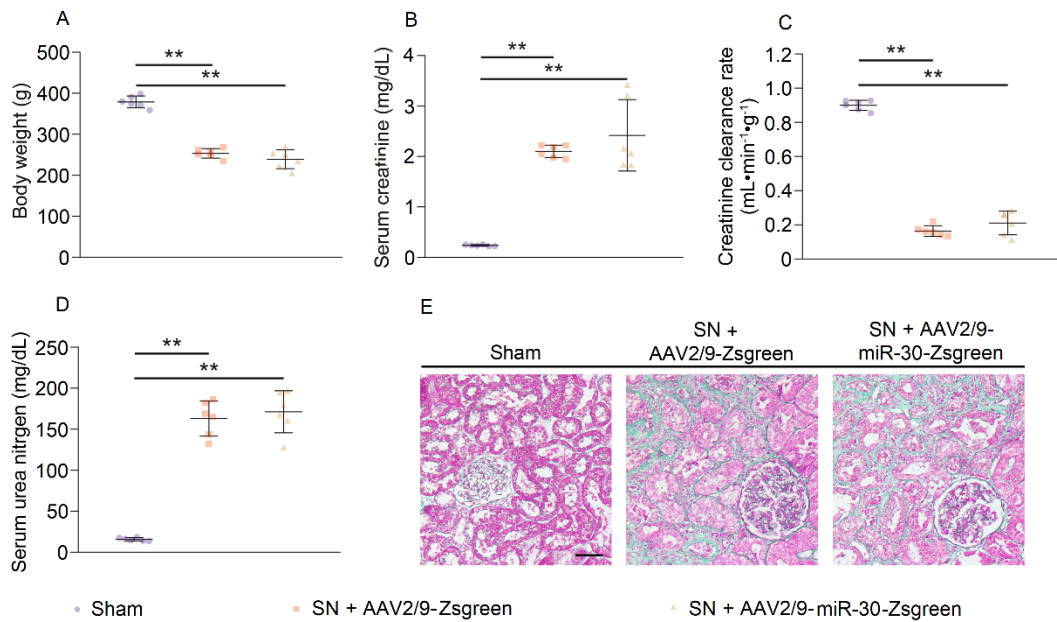 A
Body weight (g)
500
400
300
200
100
0
**
**
B
Serum creatinine (mg/dL)
4
3
2
1
0
**
**
C
Creatinine clearance rate
(mL•min⁻¹•g⁻¹)
1.0
0.8
0.6
0.4
0.2
0
**
**
D
Serum urea nitrgen (mg/dL)
250
200
150
100
50
0
**
**
E
Sham
SN +
AAV2/9-Zsgreen
SN + AAV2/9-
miR-30-Zsgreen
Sham
SN + AAV2/9-Zsgreen
SN + AAV2/9-miR-30-Zsgreen